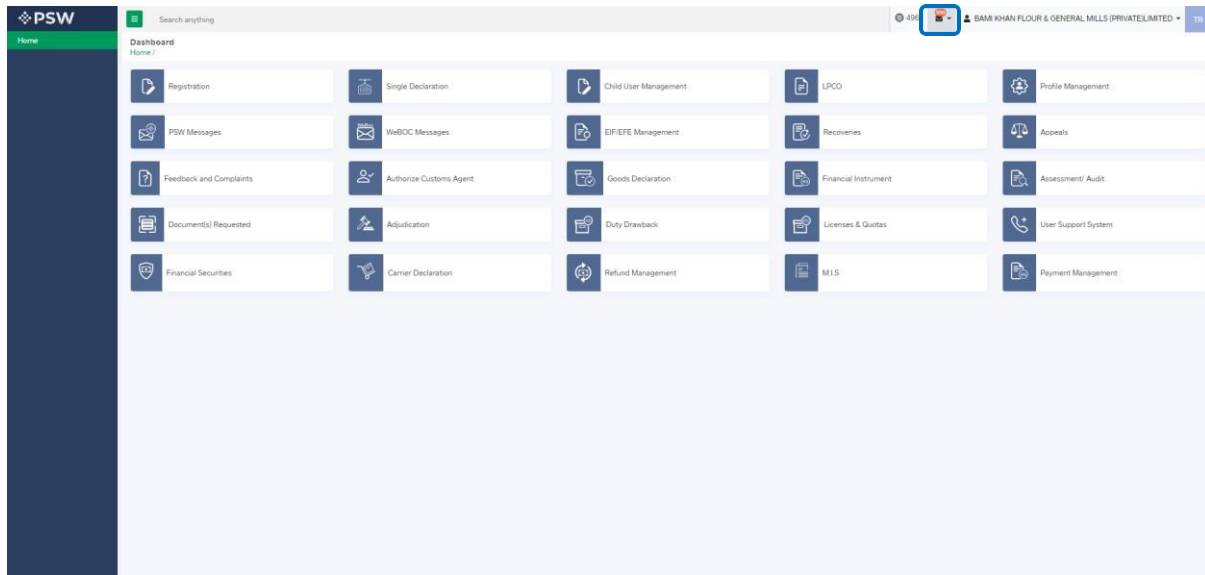 PSW
Search anything
496
BAMI KHAN FLOUR & GENERAL MILLS (PRIVATE)LIMITED
TR
Home
Dashboard
Home /
Registration
Single Declaration
Child User Management
LPCO
Profile Management
PSW Messages
WeBOC Messages
EIF/EFE Management
Recoveries
Appeals
Feedback and Complaints
Authorize Customs Agent
Goods Declaration
Financial Instrument
Assessment/ Audit
Document(s) Requested
Adjudication
Duty Drawback
Licenses & Quotas
User Support System
Financial Securities
Carrier Declaration
Refund Management
M.I.S
Payment Management